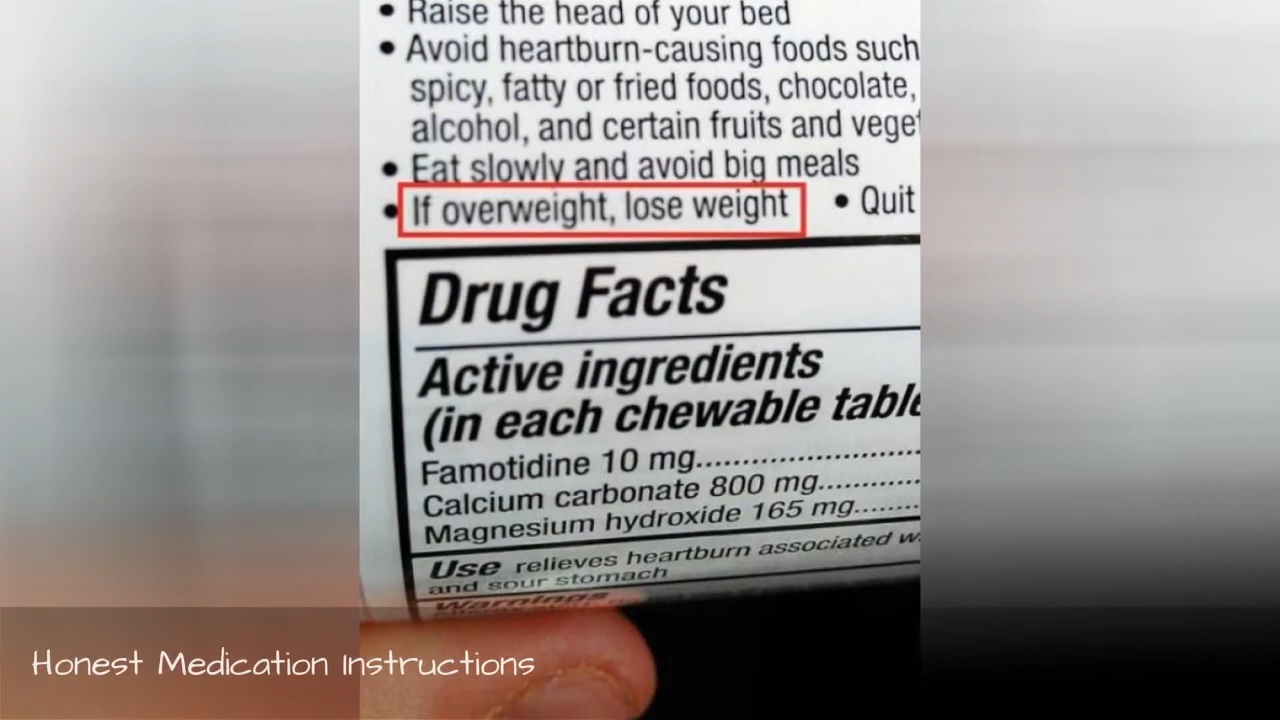 • Raise the head of your bed
• Avoid heartburn-causing foods such
spicy, fatty or fried foods, chocolate,
alcohol, and certain fruits and veget
• Eat slowly and avoid big meals
• If overweight, lose weight • Quit
Drug Facts
Active ingredients
(in each chewable table
Famotidine 10 mg....................
Calcium carbonate 800 mg............
Magnesium hydroxide 165 mg........
Use relieves heartburn associated w
and sour stomach
Warnings
Honest Medication Instructions